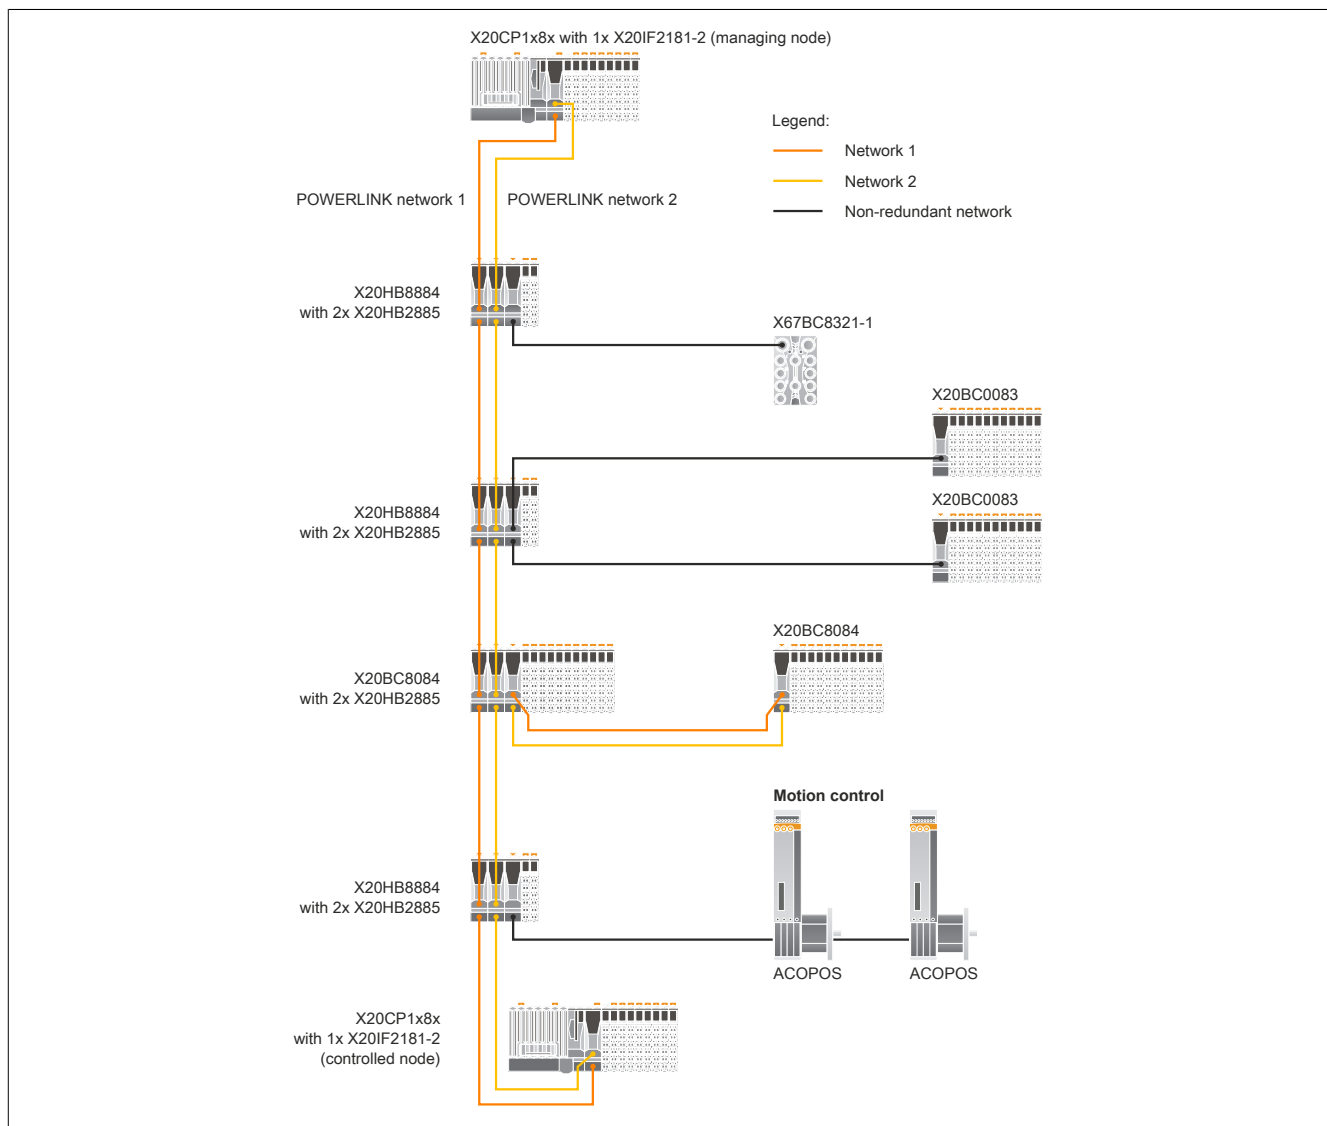 X20CP1x8x with 1x X20IF2181-2 (managing node)
Legend:
Network 1
Network 2
Non-redundant network
POWERLINK network 1
POWERLINK network 2
X20HB8884
with 2x X20HB2885
X67BC8321-1
X20BC0083
X20HB8884
with 2x X20HB2885
X20BC0083
X20BC8084
X20BC8084
with 2x X20HB2885
Motion control
X20HB8884
with 2x X20HB2885
ACOPOS
ACOPOS
X20CP1x8x
with 1x X20IF2181-2
(controlled node)